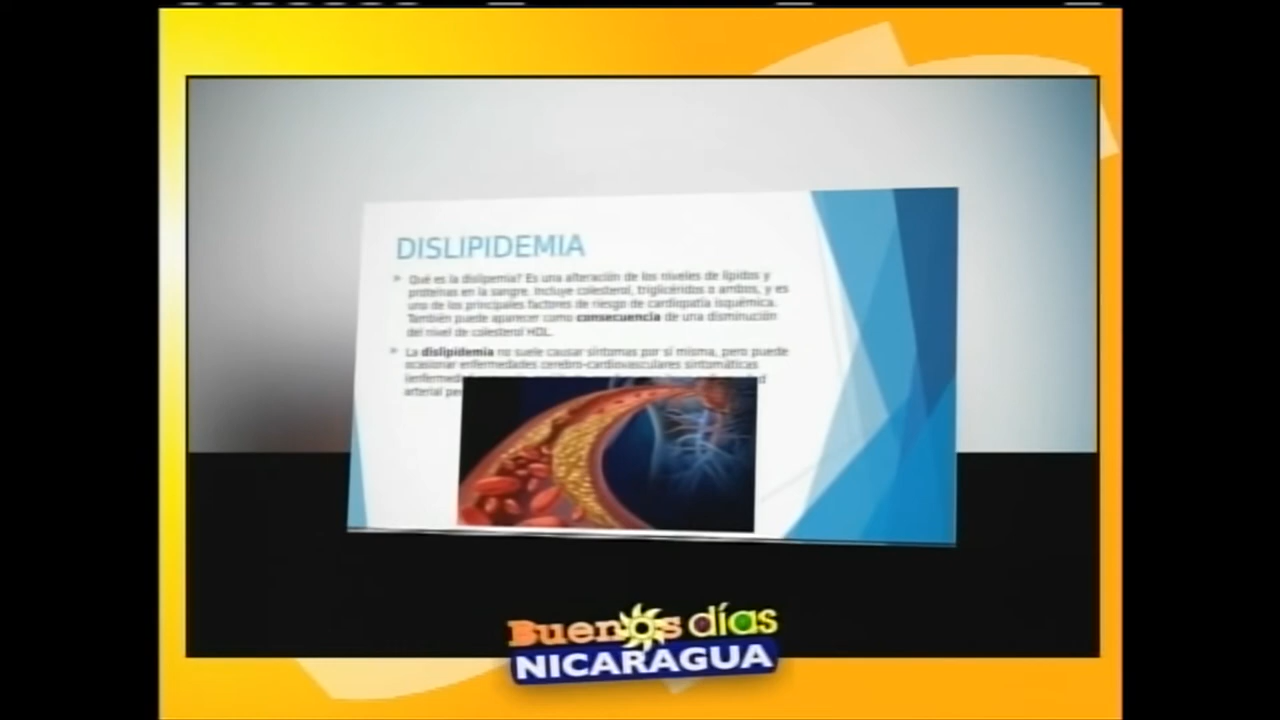 DISLIPIDEMIA
Qué es la dislipemia? Es una alteración de los niveles de lípidos y
proteínas en la sangre. Incluye colesterol, triglicéridos o ambos, y es
uno de los principales factores de riesgo de cardiopatía isquémica.
También puede aparecer como consecuencia de una disminución
del nivel de colesterol HDL.
La dislipidemia no suele causar síntomas por sí misma, pero puede
ocasionar enfermedades cerebro-cardiovasculares sintomáticas
arterial
Buenos días
NICARAGUA